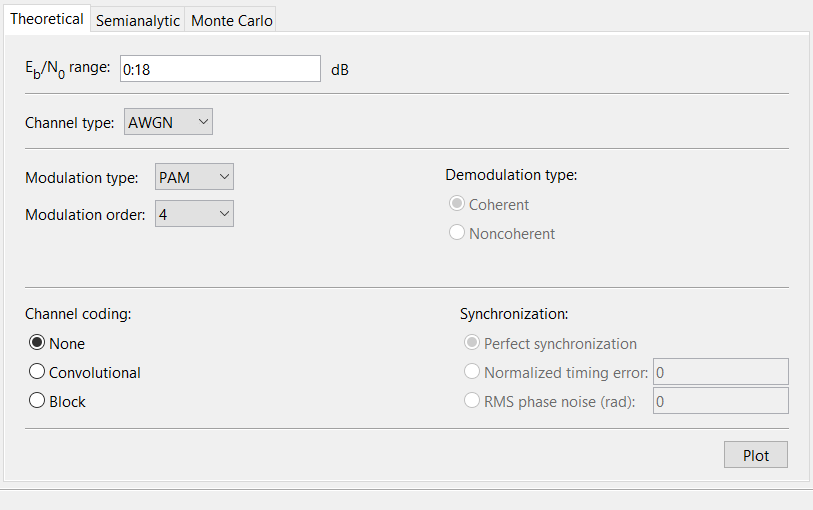 Theoretical Semianalytic Monte Carlo
Eb/N0 range: 0:18 dB
Channel type: AWGN
Modulation type: PAM
Demodulation type:
Modulation order: 4
Coherent
Noncoherent
Channel coding:
None
Convolutional
Block
Synchronization:
Perfect synchronization
Normalized timing error: 0
RMS phase noise (rad): 0
Plot